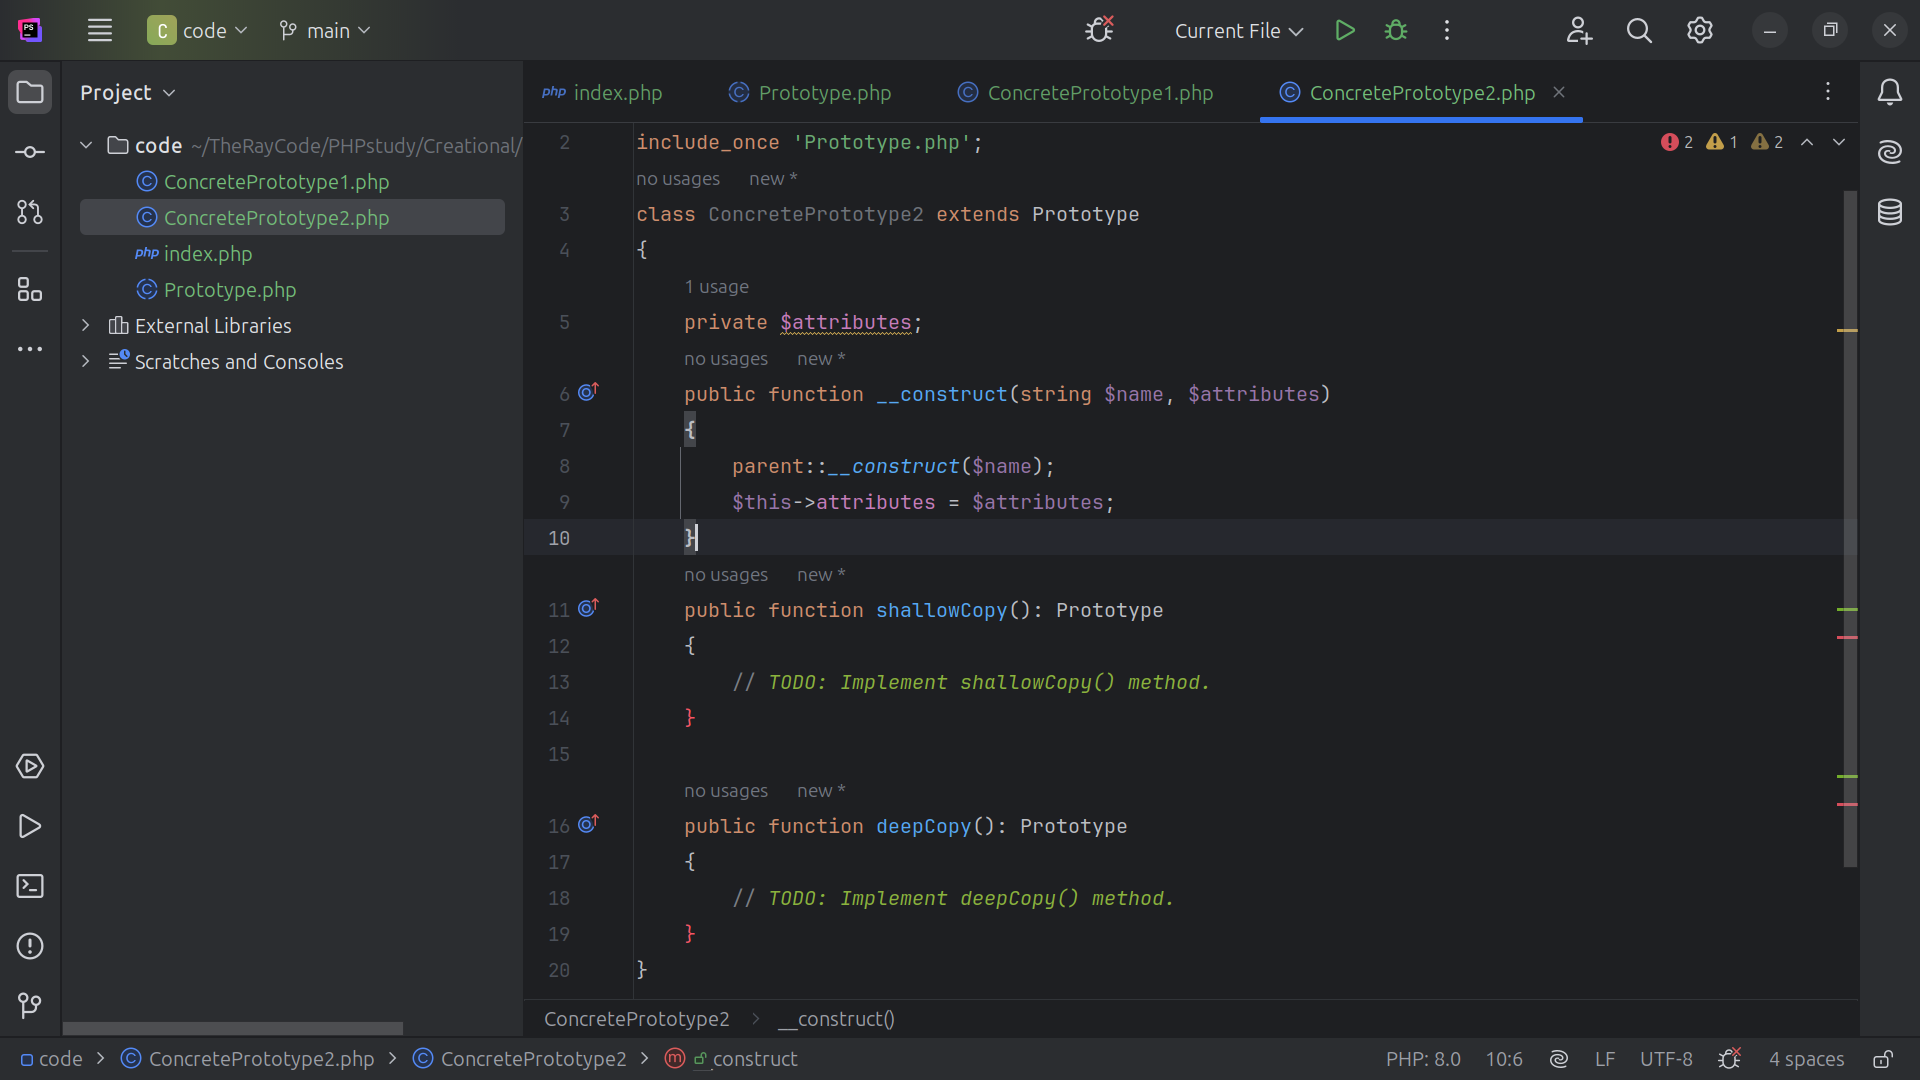 PS
C code
main
Current File
Project
php index.php
C Prototype.php
C ConcretePrototype1.php
C ConcretePrototype2.php
code ~/TheRayCode/PHPstudy/Creational/
C ConcretePrototype1.php
C ConcretePrototype2.php
php index.php
C Prototype.php
External Libraries
Scratches and Consoles
2 1 2
2 include_once 'Prototype.php';
no usages new *
3 class ConcretePrototype2 extends Prototype
4 {
1 usage
5 private $attributes;
no usages new *
6 public function __construct(string $name, $attributes)
7 {
8 parent::__construct($name);
9 $this->attributes = $attributes;
10 }
no usages new *
11 public function shallowCopy(): Prototype
12 {
13 // TODO: Implement shallowCopy() method.
14 }
15
no usages new *
16 public function deepCopy(): Prototype
17 {
18 // TODO: Implement deepCopy() method.
19 }
20 }
ConcretePrototype2 > __construct()
code > C ConcretePrototype2.php > C ConcretePrototype2 > m __construct
PHP: 8.0 10:6 LF UTF-8 4 spaces